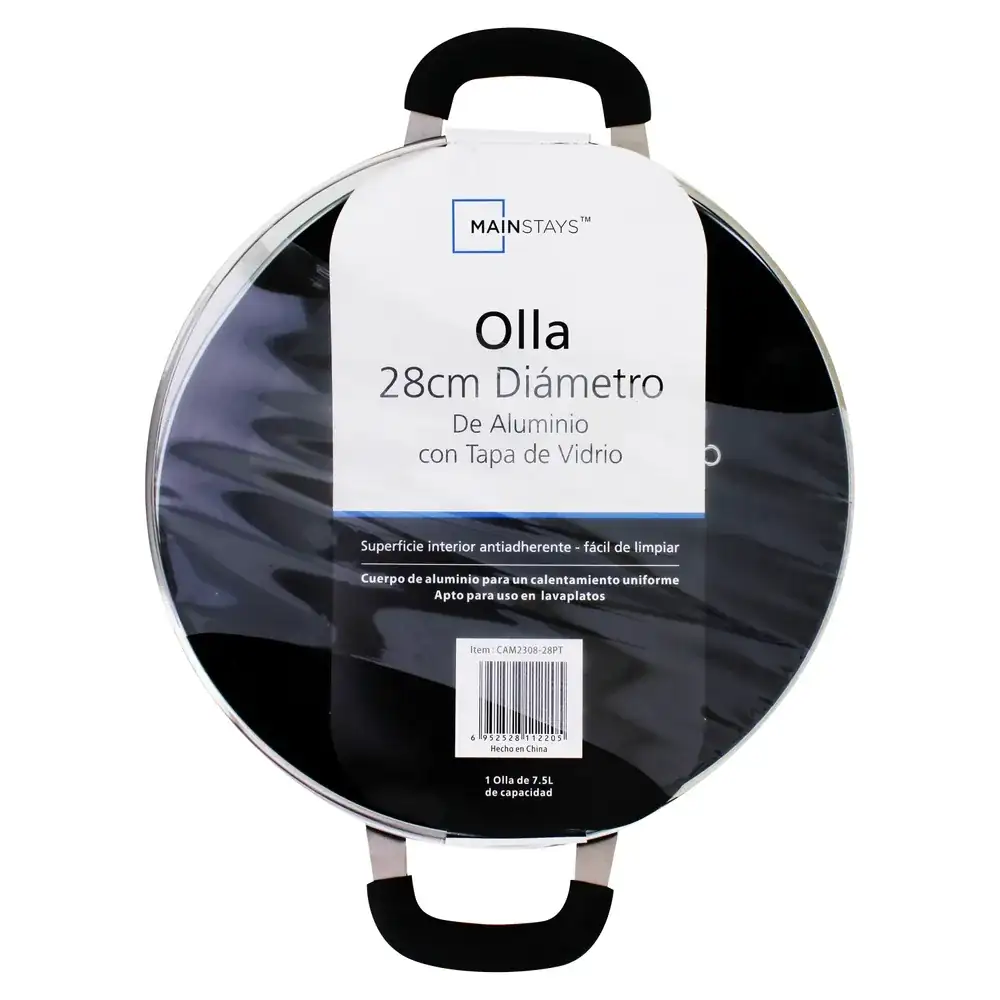 MAINSTAYS™
Olla
28cm Diámetro
De Aluminio
con Tapa de Vidrio
Superficie interior antiadherente - fácil de limpiar
Cuerpo de aluminio para un calentamiento uniforme
Apto para uso en lavaplatos
Item : CAM2308-28PT
6 952528 112205
Hecho en China
1 Olla de 7.5L
de capacidad